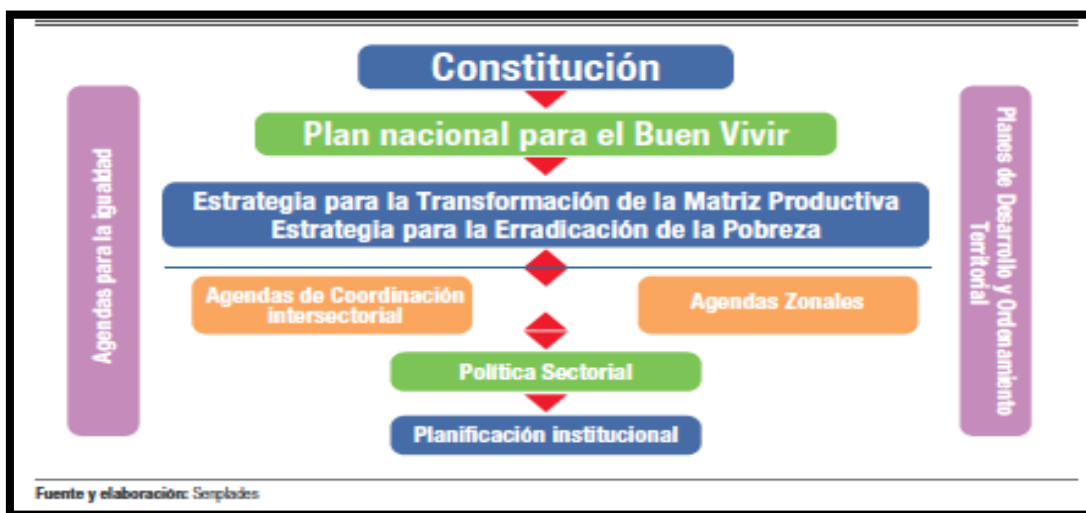 Constitución
Plan nacional para el Buen Vivir
Estrategia para la Transformación de la Matriz Productiva
Estrategia para la Erradicación de la Pobreza
Agendas para la igualdad
Agendas de Coordinación
intersectorial
Agendas Zonales
Planes de Desarrollo y Ordenamiento
Territorial
Política Sectorial
Planificación institucional
Fuente y elaboración: Senplades